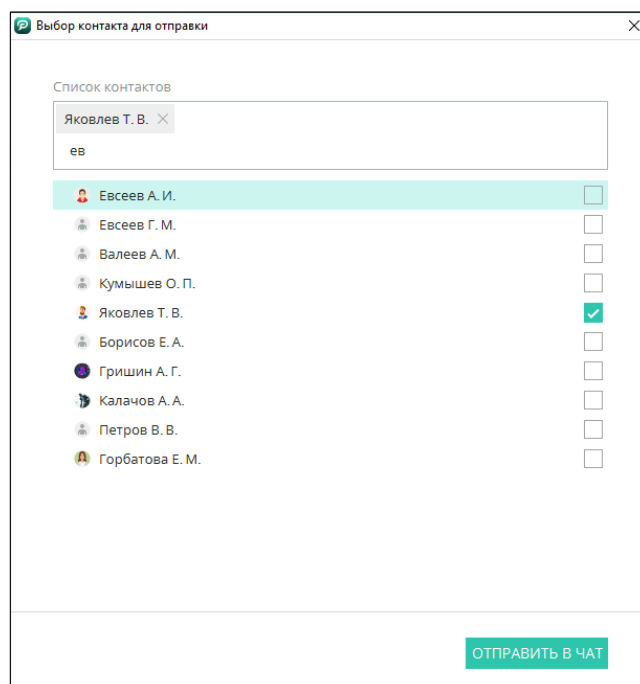 Выбор контакта для отправки
Список контактов
Яковлев Т. В.
ев
Евсеев А. И.
Евсеев Г. М.
Валеев А. М.
Кумышев О. П.
Яковлев Т. В.
Борисов Е. А.
Гришин А. Г.
Калачов А. А.
Петров В. В.
Горбатова Е. М.
ОТПРАВИТЬ В ЧАТ